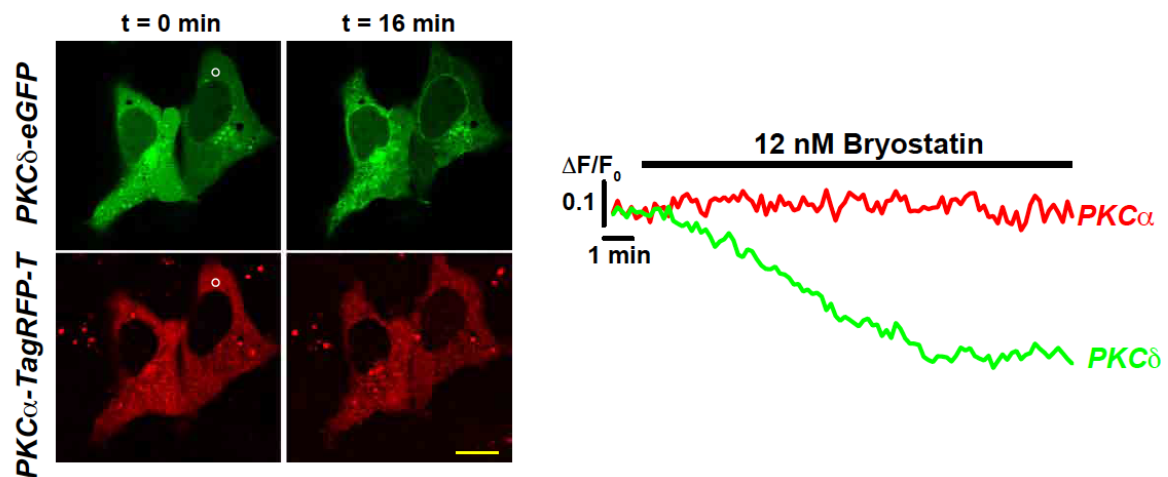 t = 0 min
t = 16 min
PKCδ-eGFP
PKCα-TagRFP-T
12 nM Bryostatin
ΔF/F₀
0.1
1 min
PKCα
PKCδ